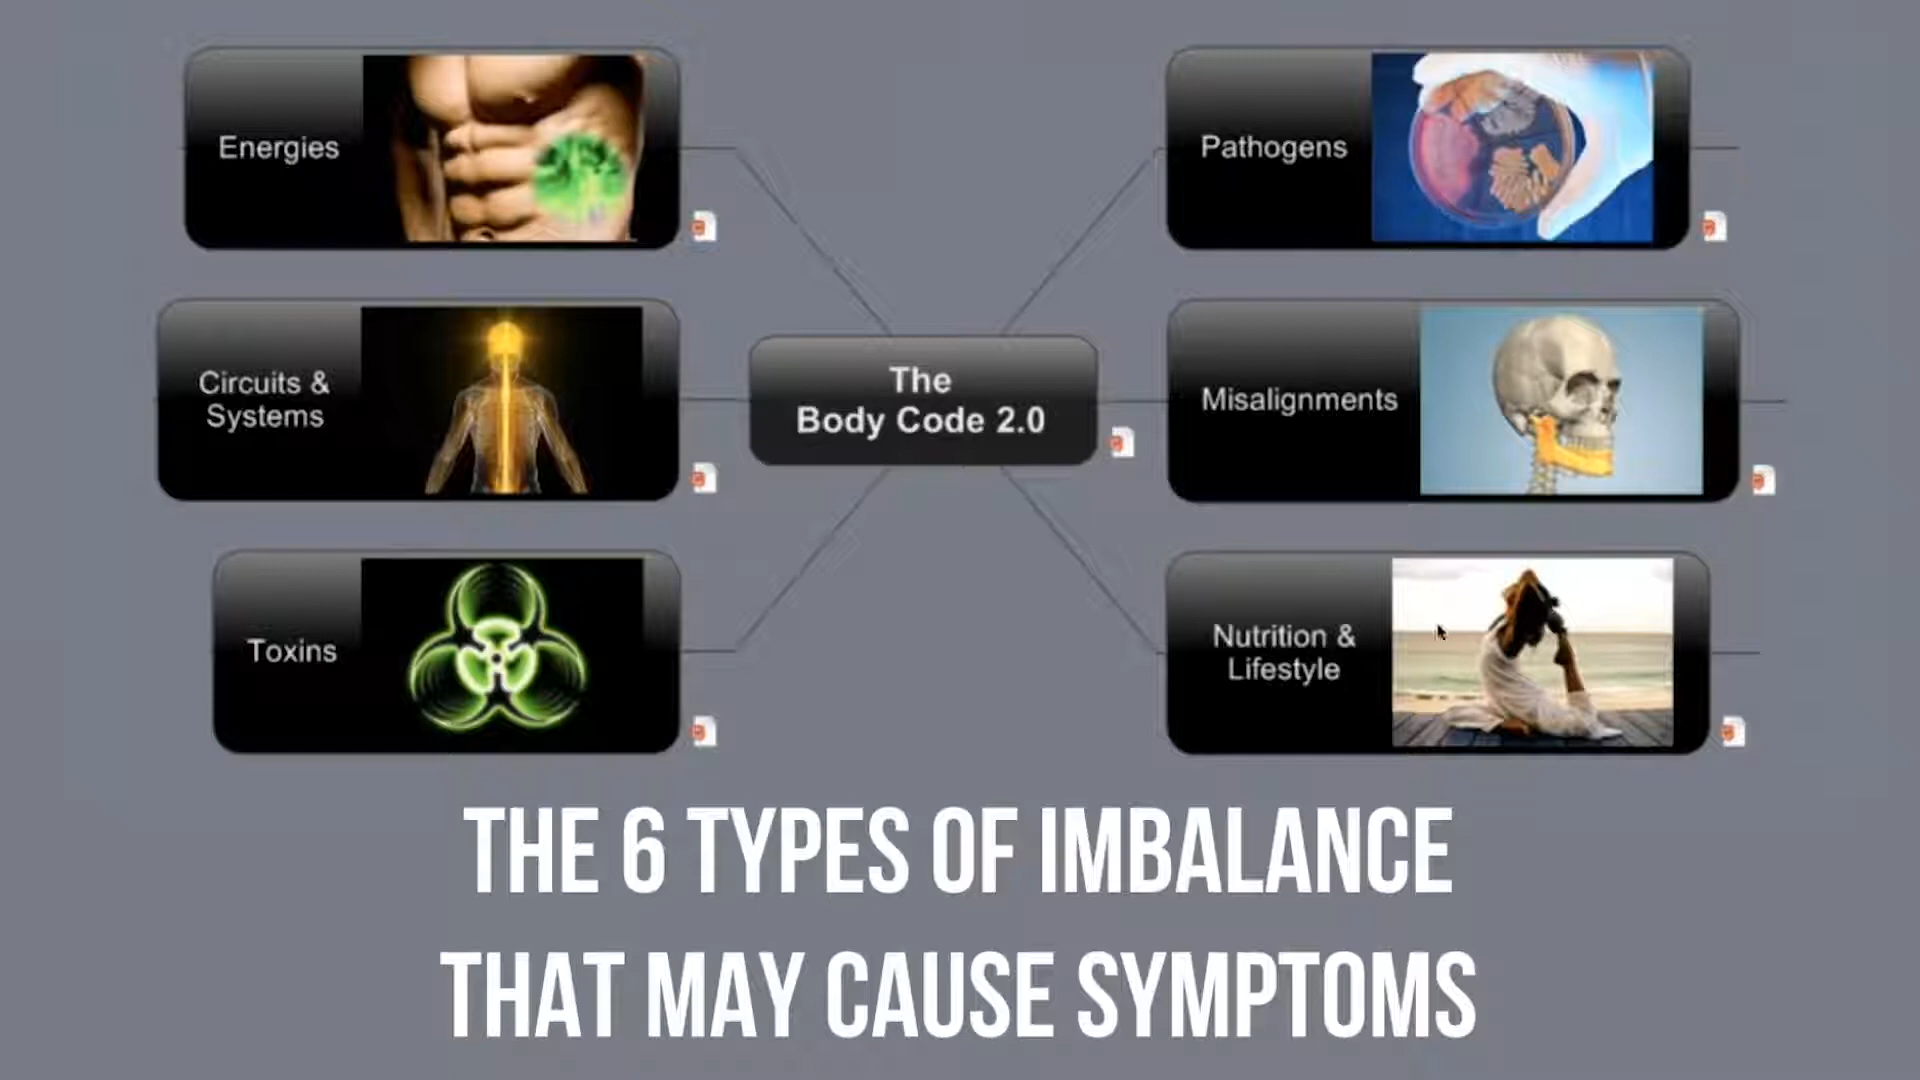 Energies
Circuits &
Systems
Toxins
The
Body Code 2.0
Pathogens
Misalignments
Nutrition &
Lifestyle
THE 6 TYPES OF IMBALANCE
THAT MAY CAUSE SYMPTOMS